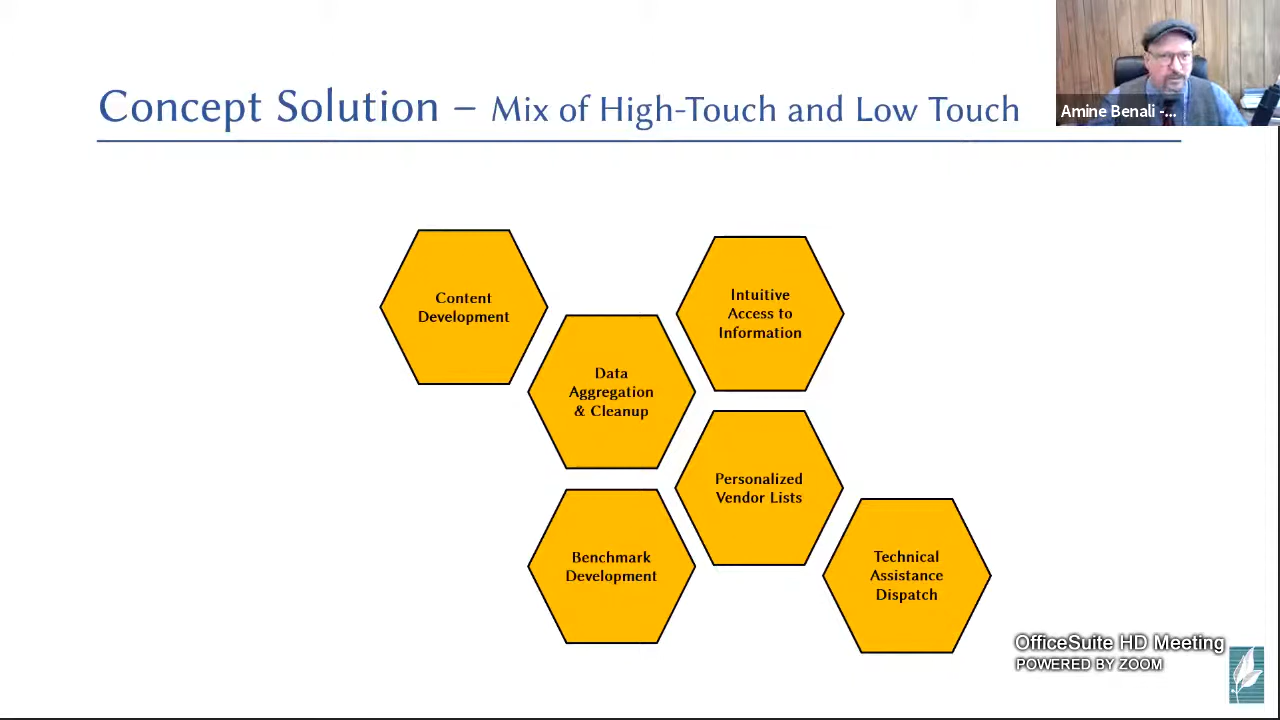 Concept Solution – Mix of High-Touch and Low Touch
Amine Benali -...
Content
Development
Intuitive
Access to
Information
Data
Aggregation
& Cleanup
Personalized
Vendor Lists
Benchmark
Development
Technical
Assistance
Dispatch
OfficeSuite HD Meeting
POWERED BY ZOOM